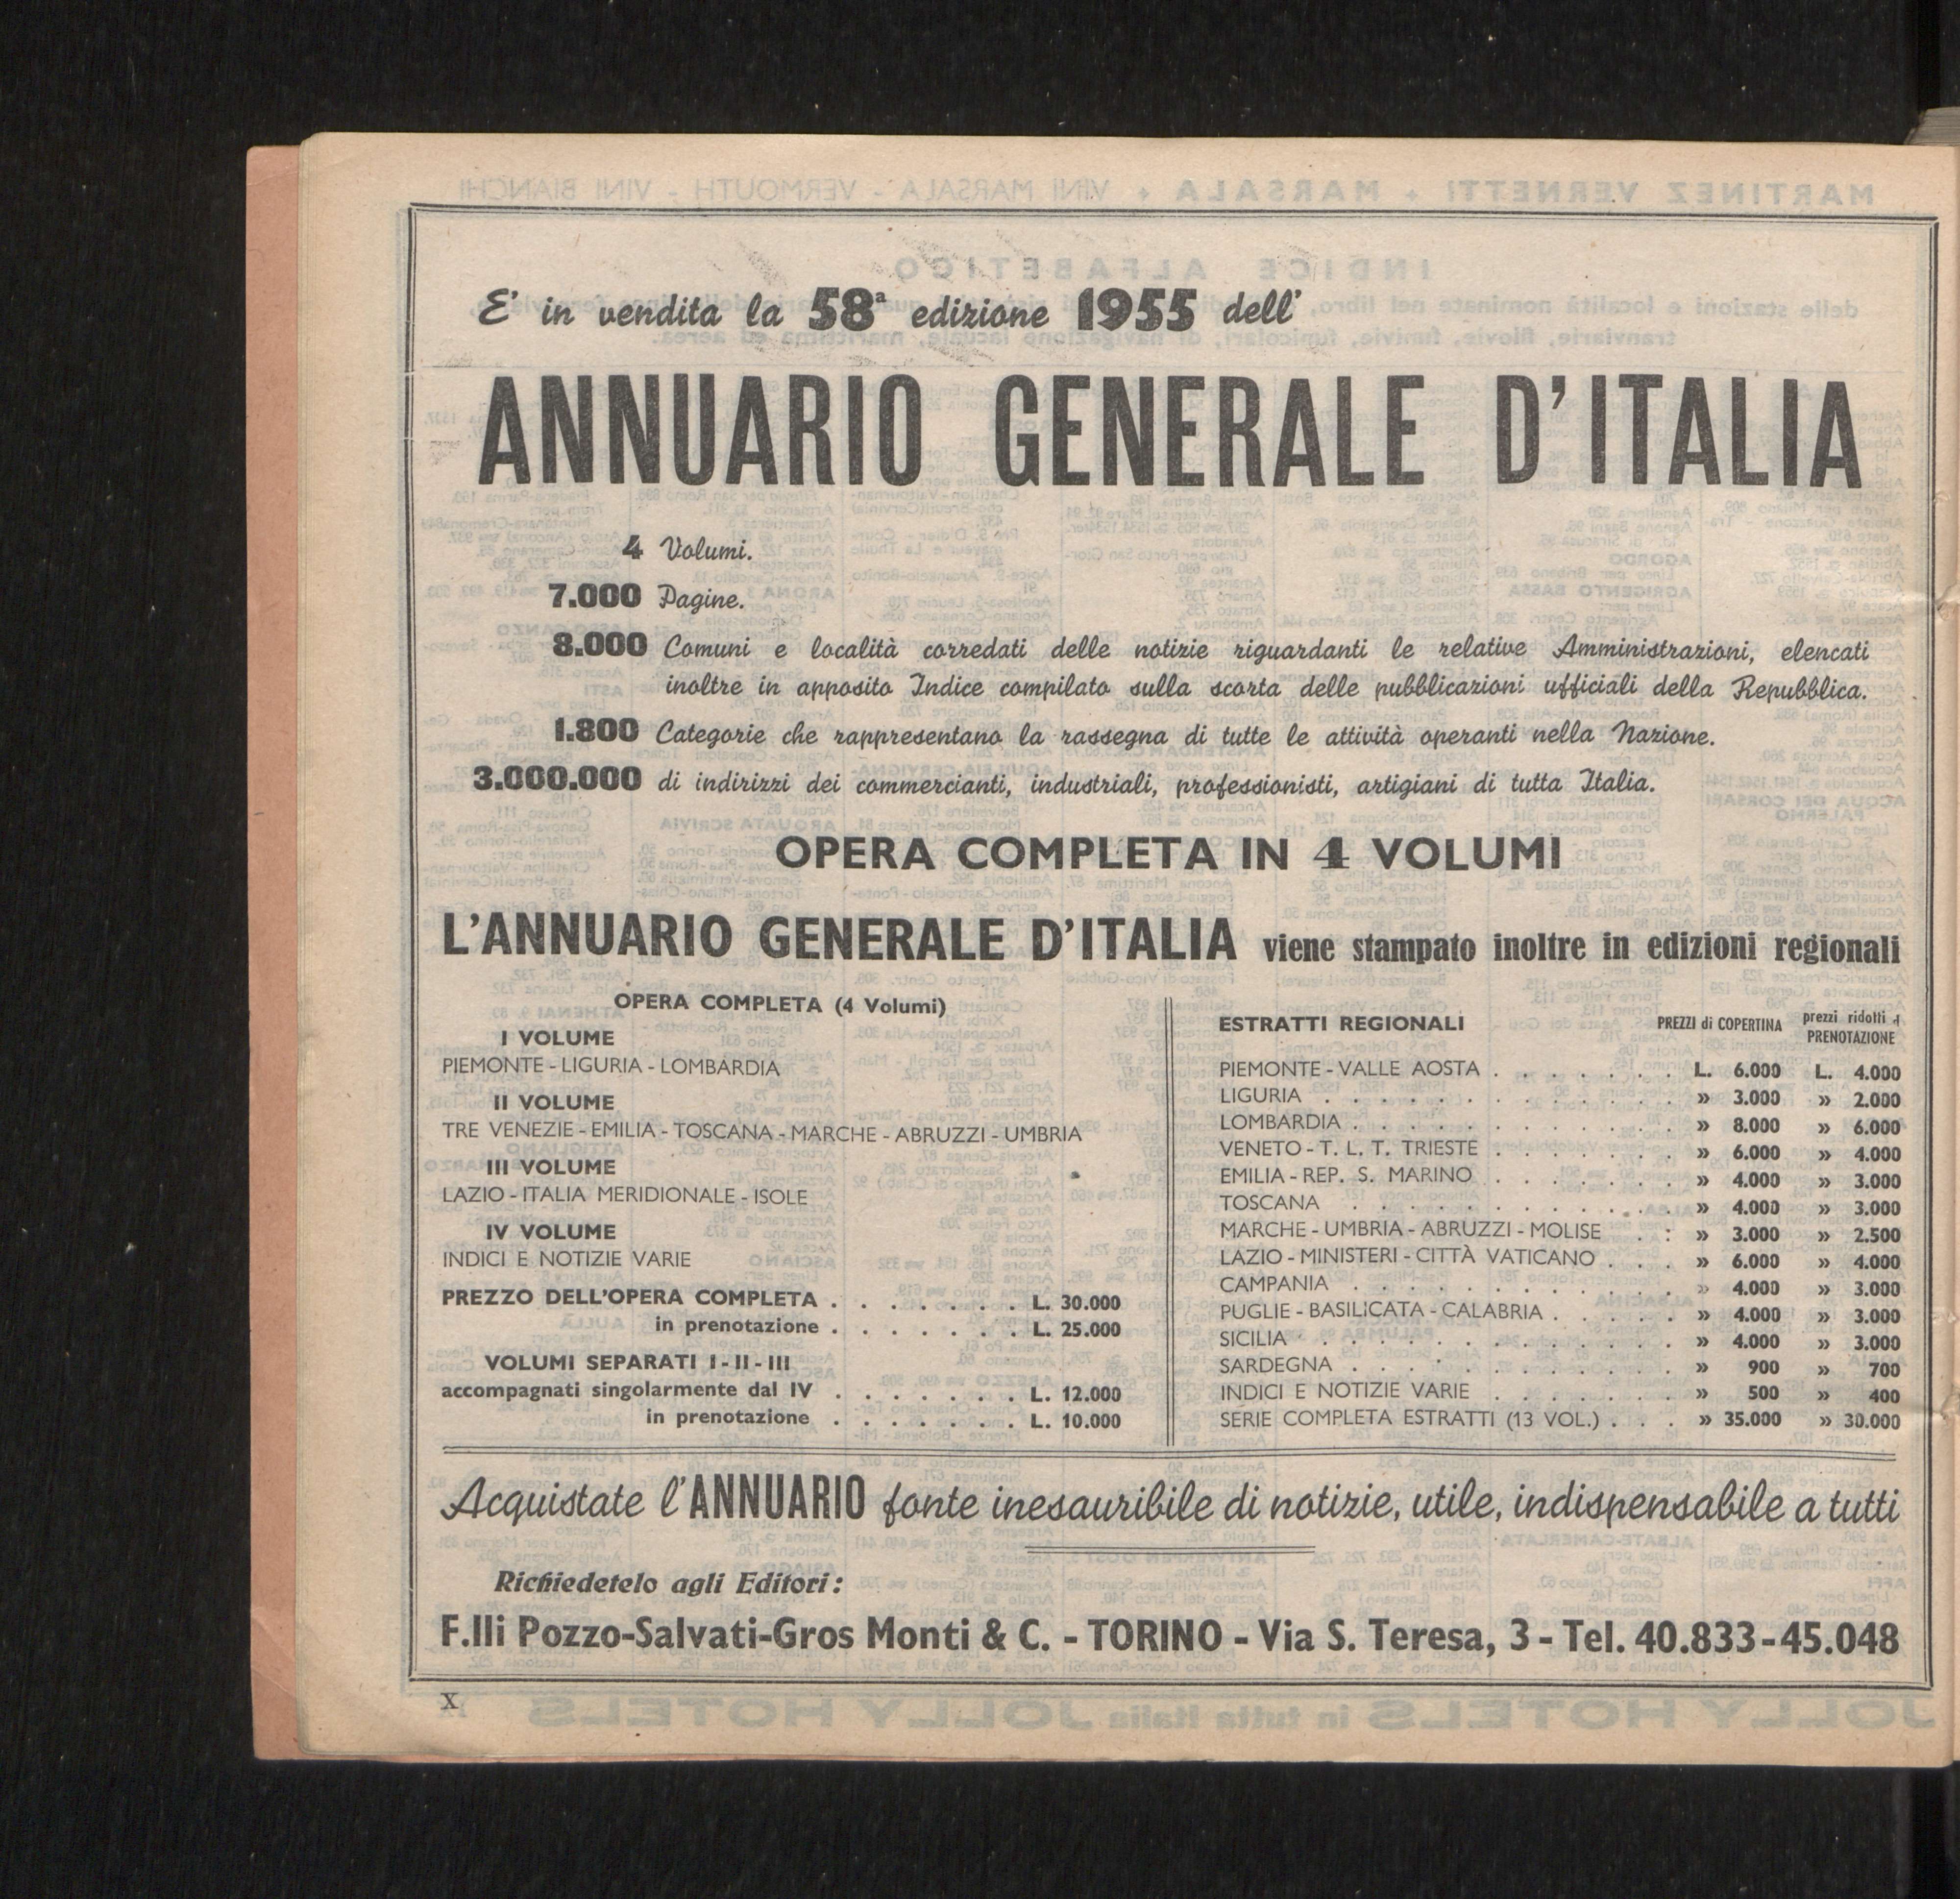 E' in vendita la 58ª edizione 1955 dell'
ANNUARIO GENERALE D'ITALIA
4 Volumi.
7.000 Pagine.
8.000 Comuni e località corredati delle notizie riguardanti le relative Amministrazioni, elencati
inoltre in apposito Indice compilato sulla scorta delle pubblicazioni ufficiali della Repubblica.
1.800 Categorie che rappresentano la rassegna di tutte le attività operanti nella Nazione.
3.000.000 di indirizzi dei commercianti, industriali, professionisti, artigiani di tutta Italia.
OPERA COMPLETA IN 4 VOLUMI
L'ANNUARIO GENERALE D'ITALIA viene stampato inoltre in edizioni regionali
OPERA COMPLETA (4 Volumi)
I VOLUME
PIEMONTE - LIGURIA - LOMBARDIA
II VOLUME
TRE VENEZIE - EMILIA - TOSCANA - MARCHE - ABRUZZI - UMBRIA
III VOLUME
LAZIO - ITALIA MERIDIONALE - ISOLE
IV VOLUME
INDICI E NOTIZIE VARIE
PREZZO DELL'OPERA COMPLETA . . . . . . . L. 30.000
in prenotazione . . . . . . . L. 25.000
VOLUMI SEPARATI I - II - III
accompagnati singolarmente dal IV . . . . . . . L. 12.000
in prenotazione . . . . . . . L. 10.000
ESTRATTI REGIONALI PREZZI di COPERTINA prezzi ridotti
PRENOTAZIONE
PIEMONTE - VALLE AOSTA . . . . . . . L. 6.000 L. 4.000
LIGURIA . . . . . . . . . . . . . » 3.000 » 2.000
LOMBARDIA . . . . . . . . . . . . » 8.000 » 6.000
VENETO - T. L. T. TRIESTE . . . . . . . » 6.000 » 4.000
EMILIA - REP. S. MARINO . . . . . . . » 4.000 » 3.000
TOSCANA . . . . . . . . . . . . » 4.000 » 3.000
MARCHE - UMBRIA - ABRUZZI - MOLISE . : » 3.000 » 2.500
LAZIO - MINISTERI - CITTÀ VATICANO . . . » 6.000 » 4.000
CAMPANIA . . . . . . . . . . . . » 4.000 » 3.000
PUGLIE - BASILICATA - CALABRIA . . . . . » 4.000 » 3.000
SICILIA . . . . . . . . . . . . . » 4.000 » 3.000
SARDEGNA . . . . . . . . . . . . » 900 » 700
INDICI E NOTIZIE VARIE . . . . . . . » 500 » 400
SERIE COMPLETA ESTRATTI (13 VOL.) . . . » 35.000 » 30.000
Acquistate l'ANNUARIO fonte inesauribile di notizie, utile, indispensabile a tutti
Richiedetelo agli Editori:
F.lli Pozzo-Salvati-Gros Monti & C. - TORINO - Via S. Teresa, 3 - Tel. 40.833-45.048
X